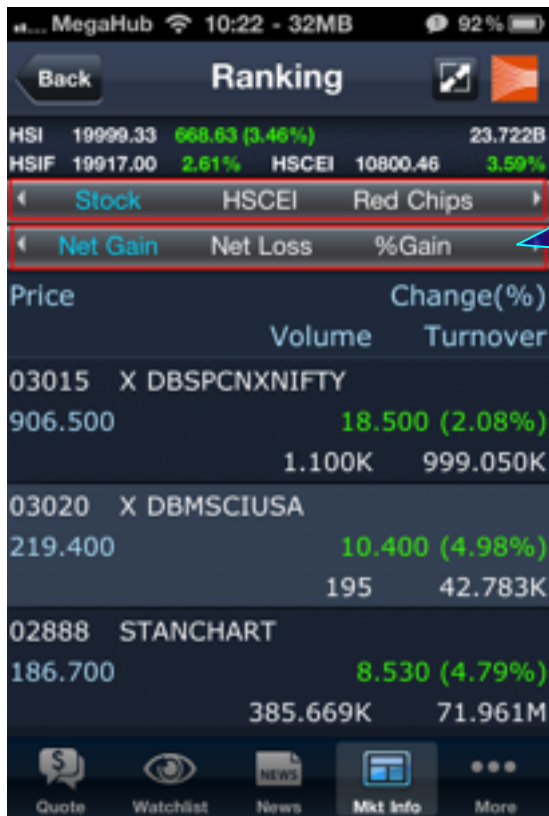 MegaHub 10:22 - 32MB 92%
Back Ranking
HSI 19999.33 668.63 (3.46%) 23.722B
HSIF 19917.00 2.61% HSCEI 10800.46 3.59%
Stock HSCEI Red Chips
Net Gain Net Loss %Gain
Price Change(%)
Volume Turnover
03015 X DBSPCNXNIFTY
906.500 18.500 (2.08%)
1.100K 999.050K
03020 X DBMSCIUSA
219.400 10.400 (4.98%)
195 42.783K
02888 STANCHART
186.700 8.530 (4.79%)
385.669K 71.961M
NEWS
Quote Watchlist News Mkt Info More